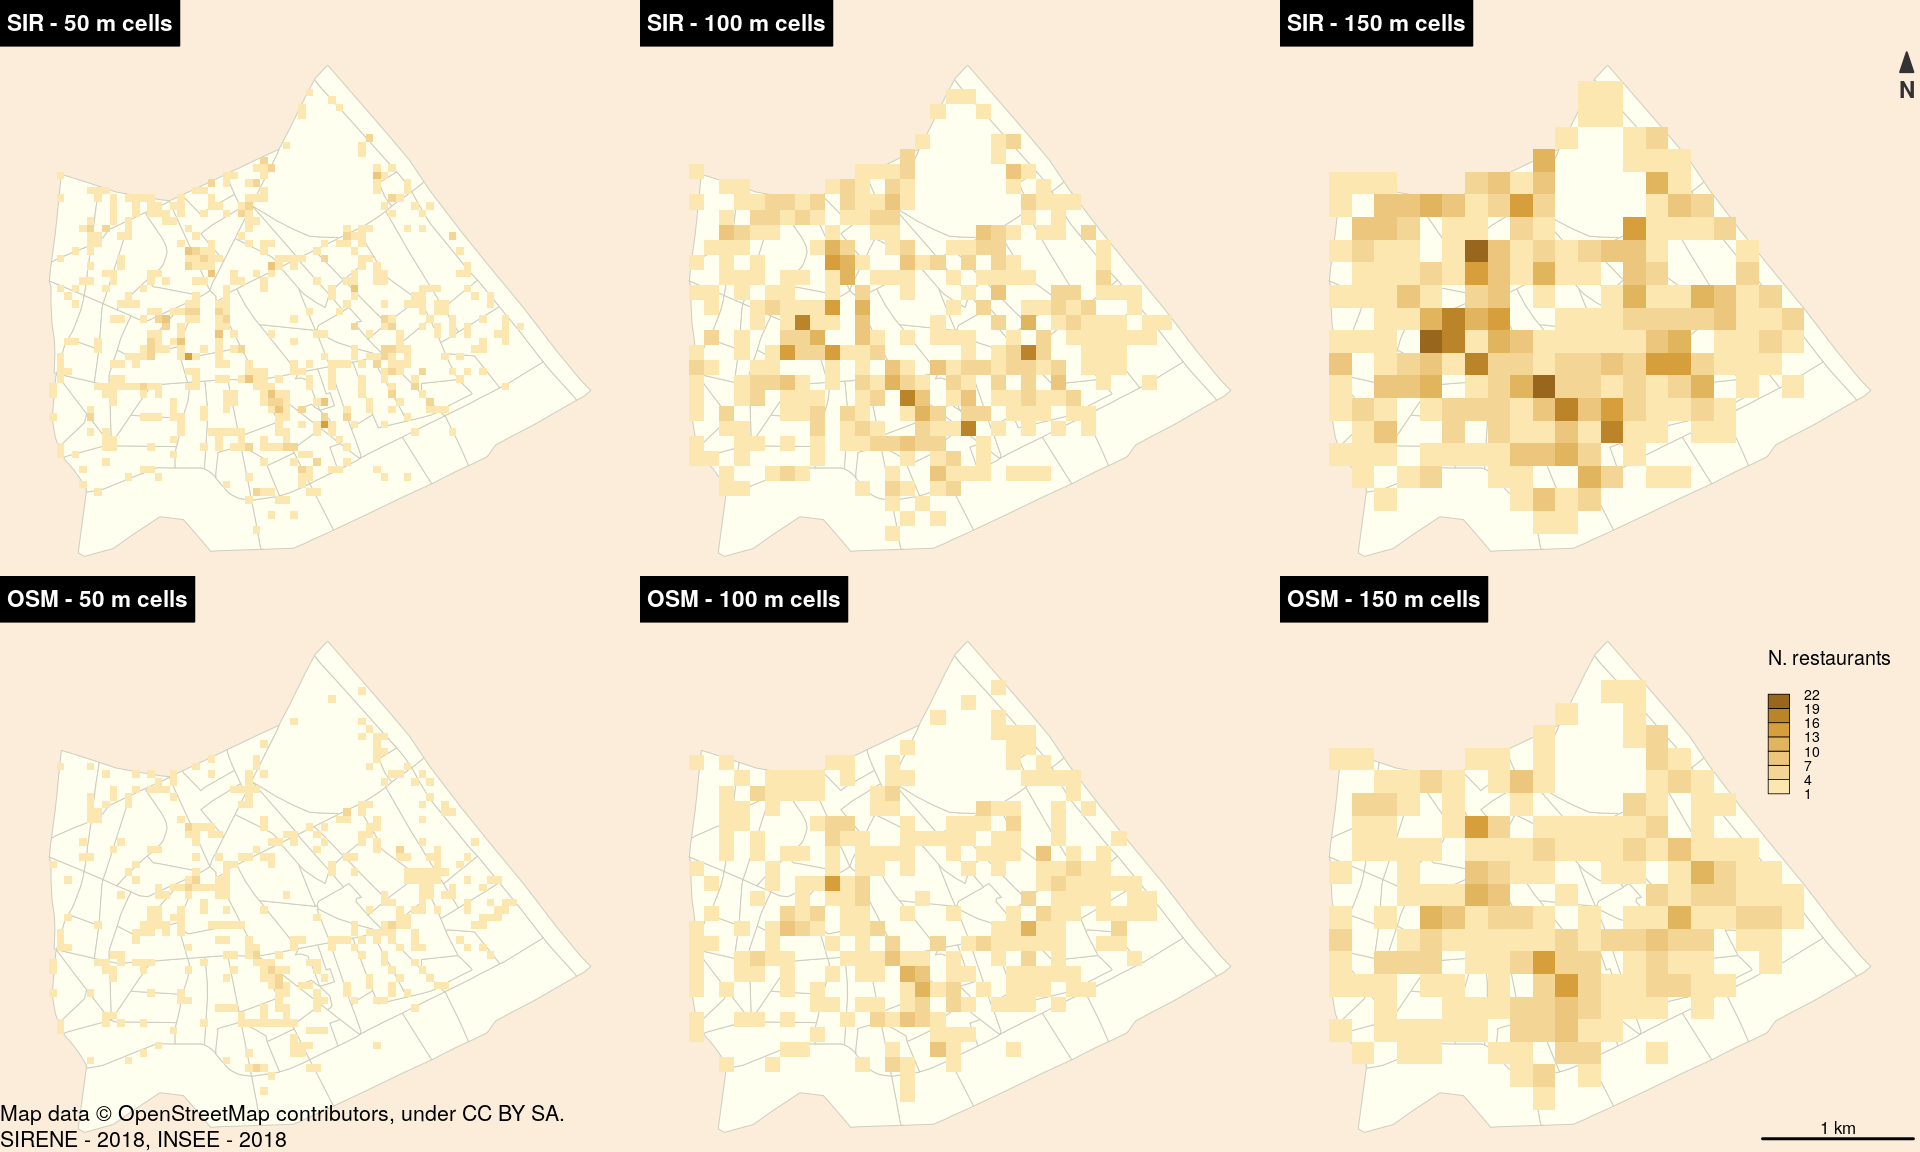 SIR - 50 m cells
SIR - 100 m cells
SIR - 150 m cells
N
OSM - 50 m cells
OSM - 100 m cells
OSM - 150 m cells
N. restaurants
22
19
16
13
10
7
4
1
Map data © OpenStreetMap contributors, under CC BY SA.
SIRENE - 2018, INSEE - 2018
1 km